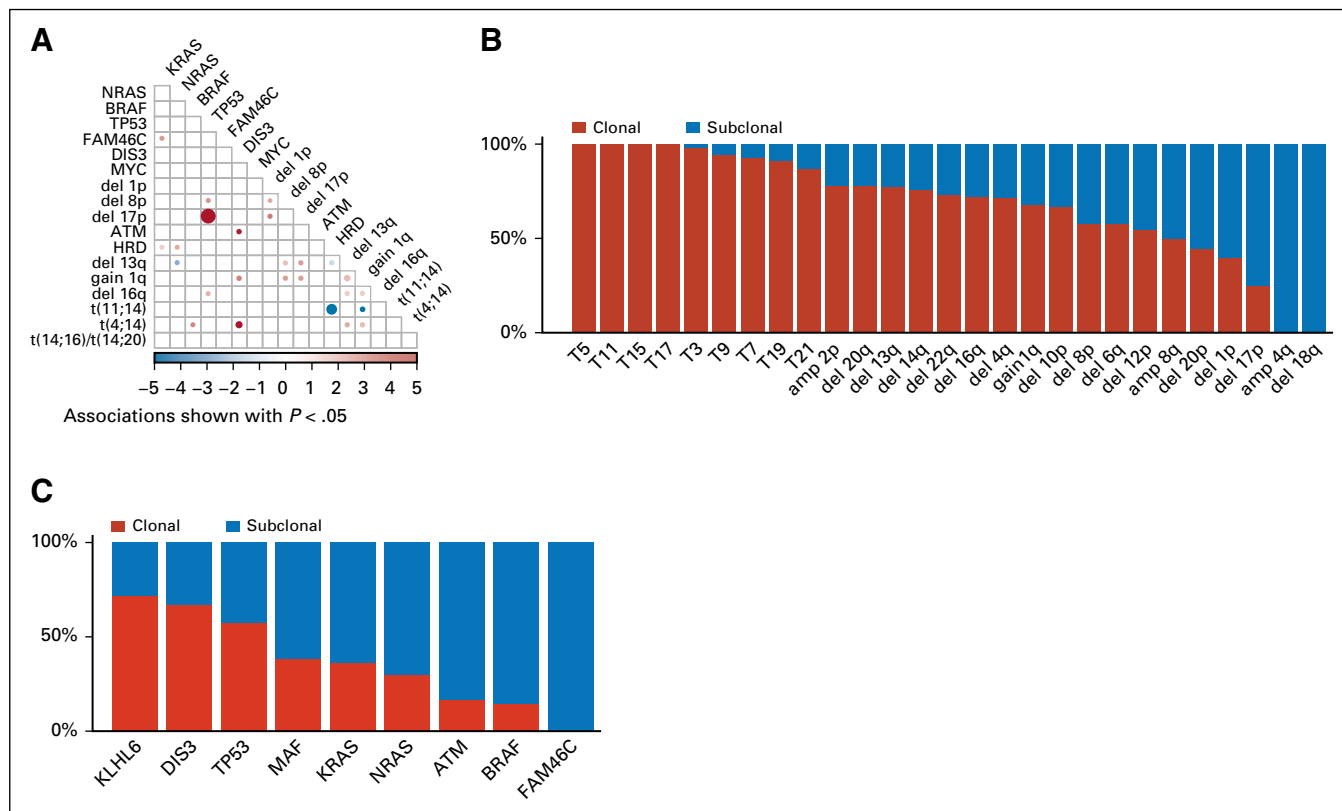 A
KRAS
NRAS
BRAF
TP53
FAM46C
DIS3
MYC
del 1p
del 8p
del 17p
ATM
HRD
del 13q
gain 1q
del 16q
t(11;14)
t(4;14)
NRAS
BRAF
TP53
FAM46C
DIS3
MYC
del 1p
del 8p
del 17p
ATM
HRD
del 13q
gain 1q
del 16q
t(11;14)
t(4;14)
t(14;16)/t(14;20)
−5 −4 −3 −2 −1 0 1 2 3 4 5
Associations shown with P < .05
B
Clonal Subclonal
100%
50%
0%
T5 T11 T15 T17 T3 T9 T7 T19 T21 amp 2p del 20q del 13q del 14q del 22q del 16q del 4q gain1q del 10p del 8p del 6q del 12p amp 8q del 20p del 1p del 17p amp 4q del 18q
C
Clonal Subclonal
100%
50%
0%
KLHL6 DIS3 TP53 MAF KRAS NRAS ATM BRAF FAM46C